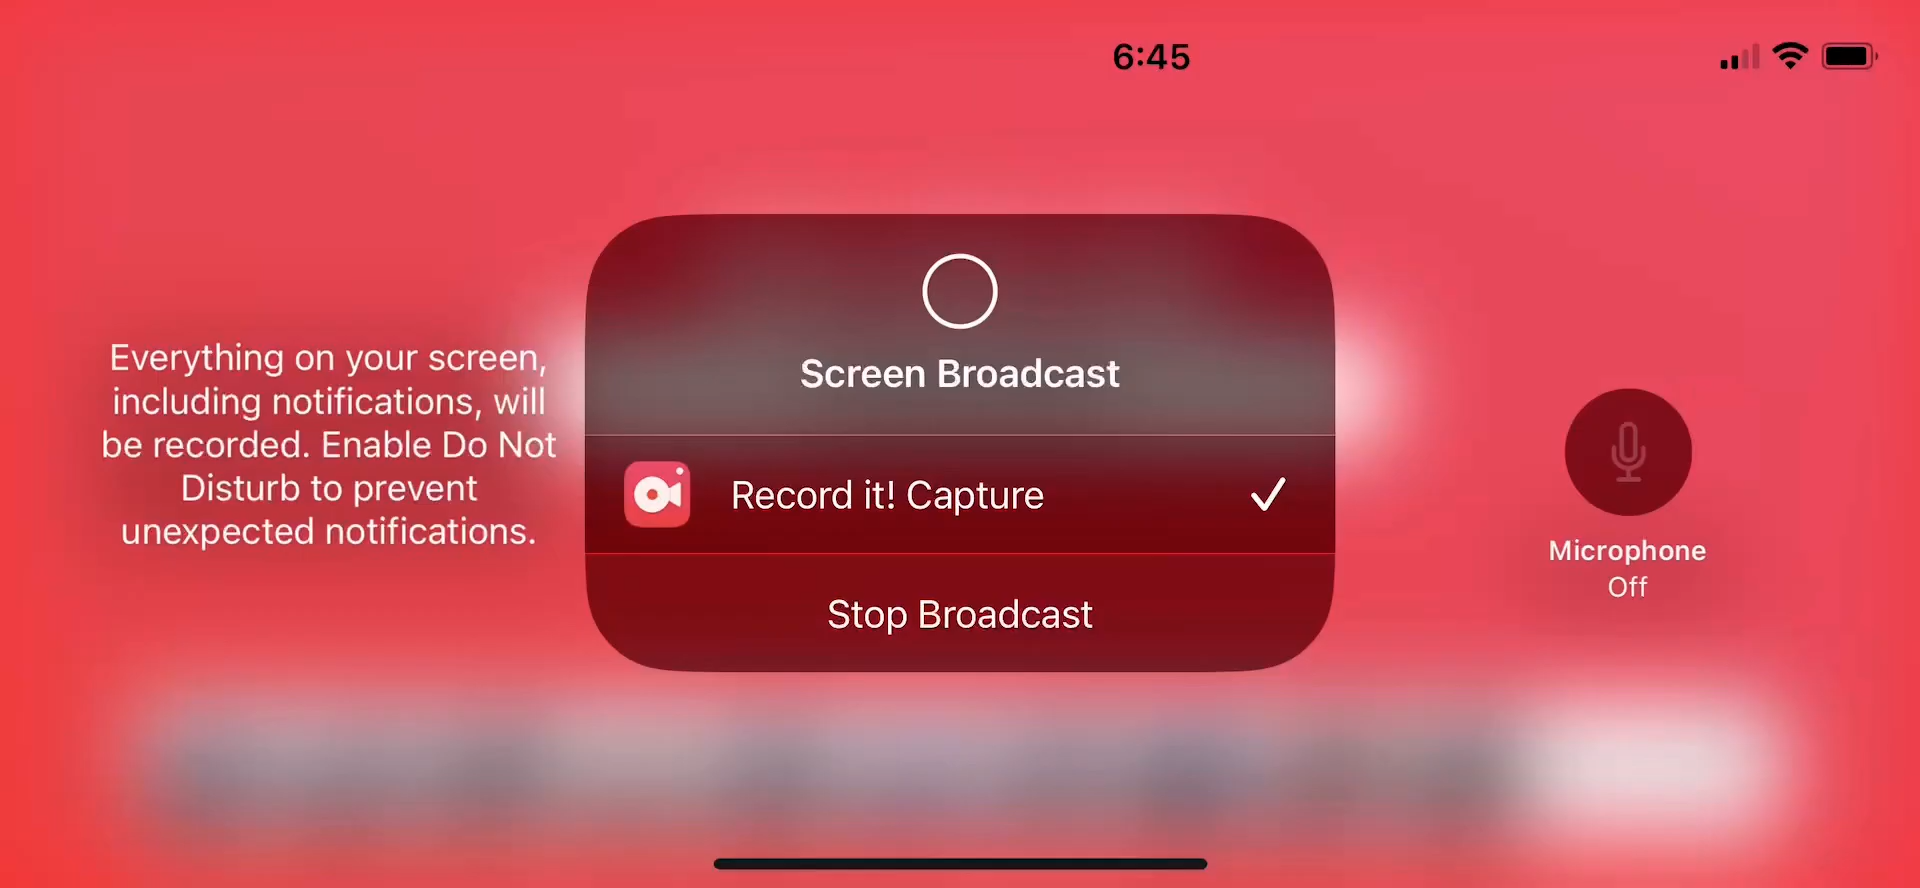 6:45
Everything on your screen,
including notifications, will
be recorded. Enable Do Not
Disturb to prevent
unexpected notifications.
Screen Broadcast
Record it! Capture
Stop Broadcast
Microphone
Off